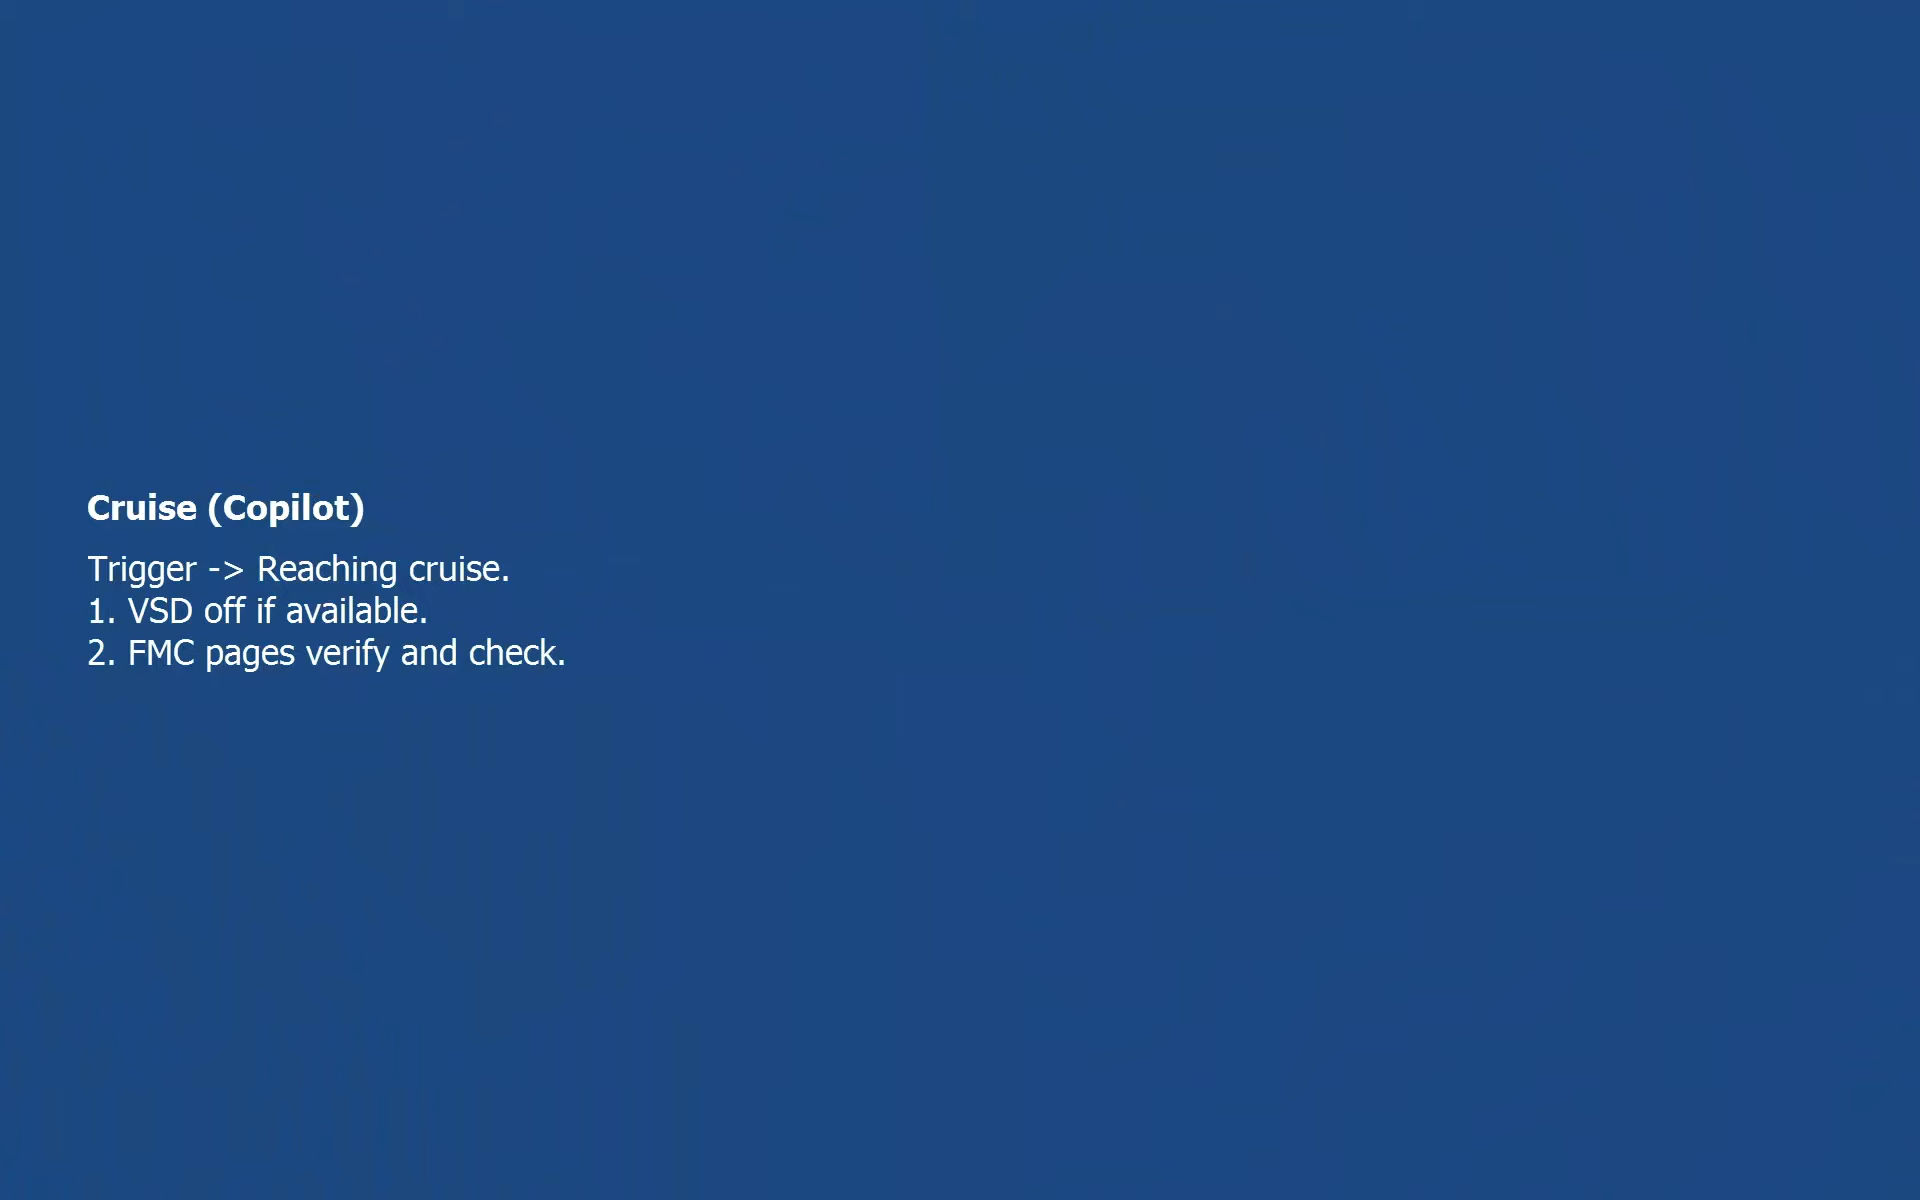 Cruise (Copilot)
Trigger -> Reaching cruise.
1. VSD off if available.
2. FMC pages verify and check.